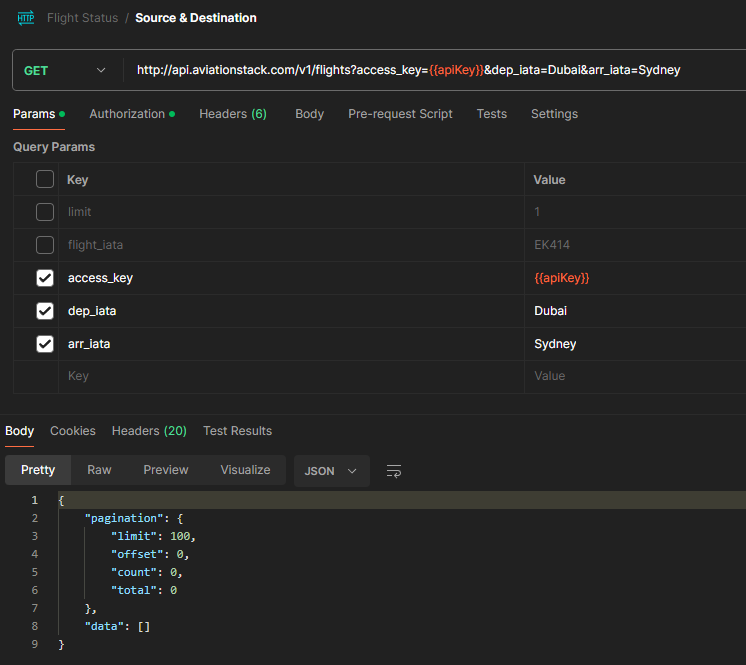 HTTP Flight Status / Source & Destination
GET http://api.aviationstack.com/v1/flights?access_key={{apiKey}}&dep_iata=Dubai&arr_iata=Sydney
Params Authorization Headers (6) Body Pre-request Script Tests Settings
Query Params
Key Value
limit 1
flight_iata EK414
access_key {{apiKey}}
dep_iata Dubai
arr_iata Sydney
Key Value
Body Cookies Headers (20) Test Results
Pretty Raw Preview Visualize JSON
1 {
2 "pagination": {
3 "limit": 100,
4 "offset": 0,
5 "count": 0,
6 "total": 0
7 },
8 "data": []
9 }